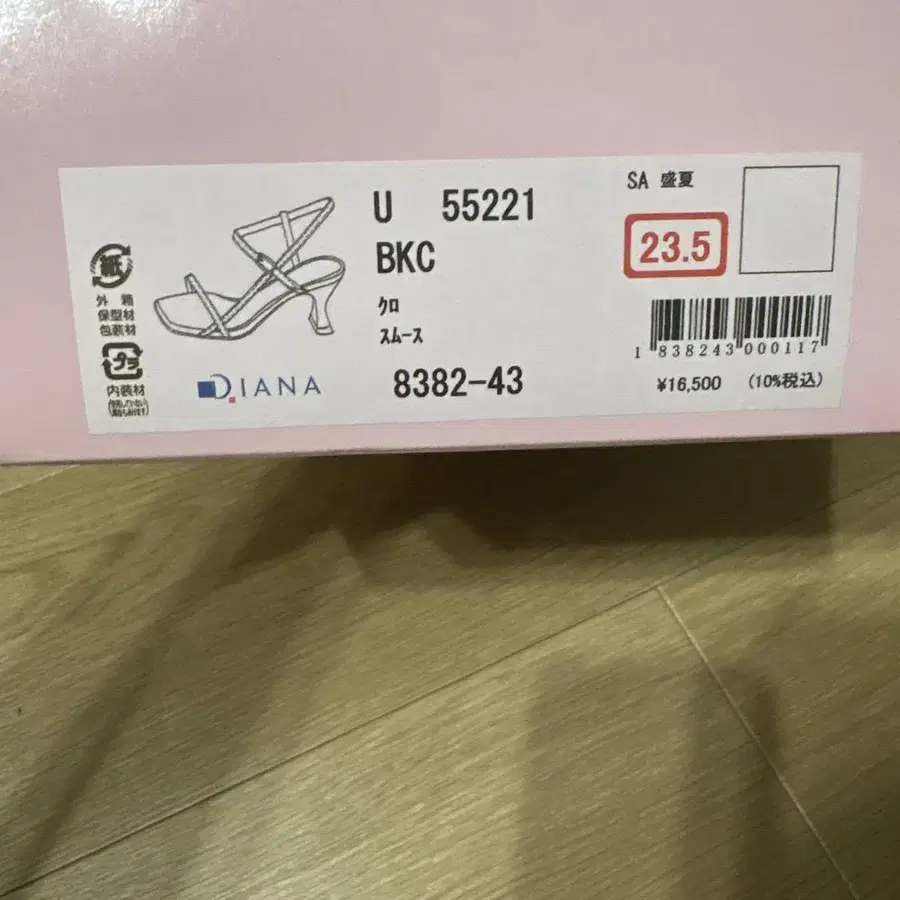 紙
外 箱
保型材
包装材
プラ
内装材
DIANA
U 55221
BKC
クロ
スムース
8382-43
SA 盛夏
23.5
1 838243 000117
¥16,500 (10%税込)